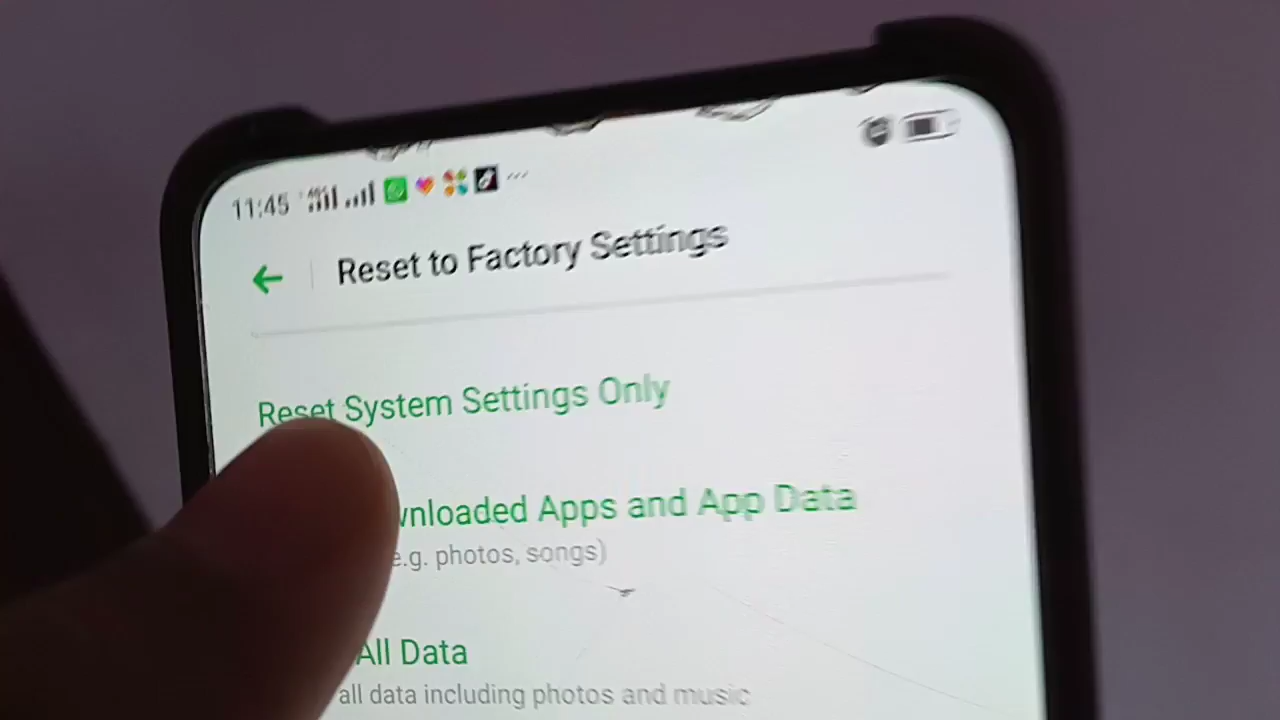 11:45
Reset to Factory Settings
Reset System Settings Only
wnloaded Apps and App Data
e.g. photos, songs)
All Data
all data including photos and music